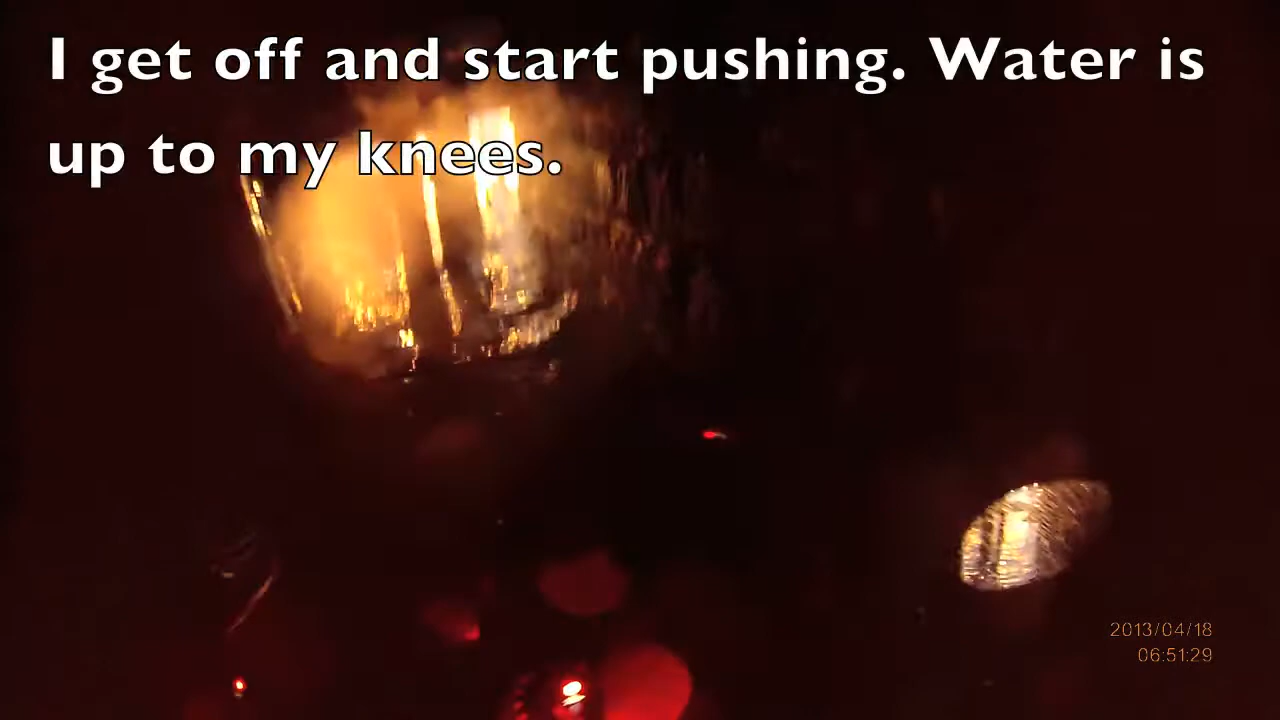 I get off and start pushing. Water is
up to my knees.
2013/04/18
06:51:29